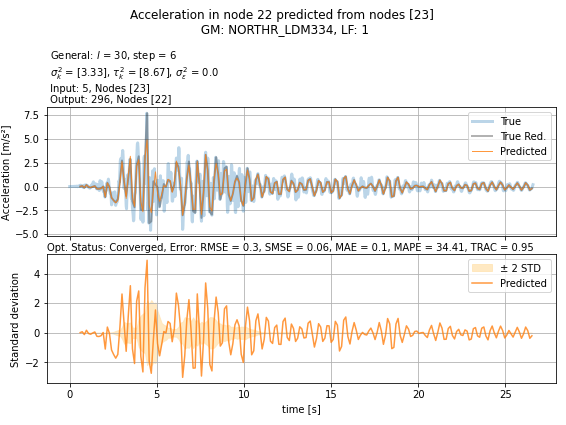 Acceleration in node 22 predicted from nodes [23]
GM: NORTHR_LDM334, LF: 1
General: l = 30, step = 6
σ²ₖ = [3.33], τ²ₖ = [8.67], σ²ε = 0.0
Input: 5, Nodes [23]
Output: 296, Nodes [22]
Acceleration [m/s²]
7.5
5.0
2.5
0.0
−2.5
−5.0
True
True Red.
Predicted
Opt. Status: Converged, Error: RMSE = 0.3, SMSE = 0.06, MAE = 0.1, MAPE = 34.41, TRAC = 0.95
Standard deviation
4
2
0
−2
± 2 STD
Predicted
0 5 10 15 20 25
time [s]